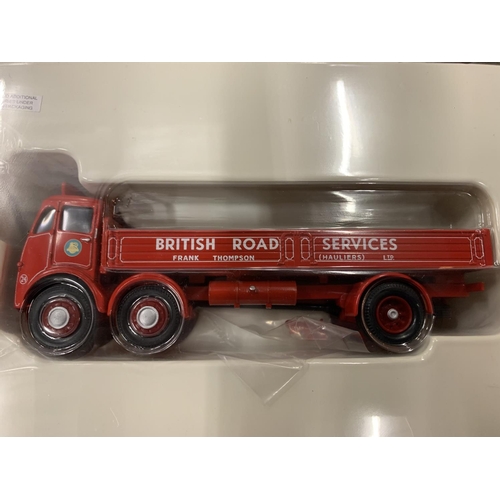 BRITISH ROAD SERVICES
FRANK THOMPSON (HAULIERS) LTD